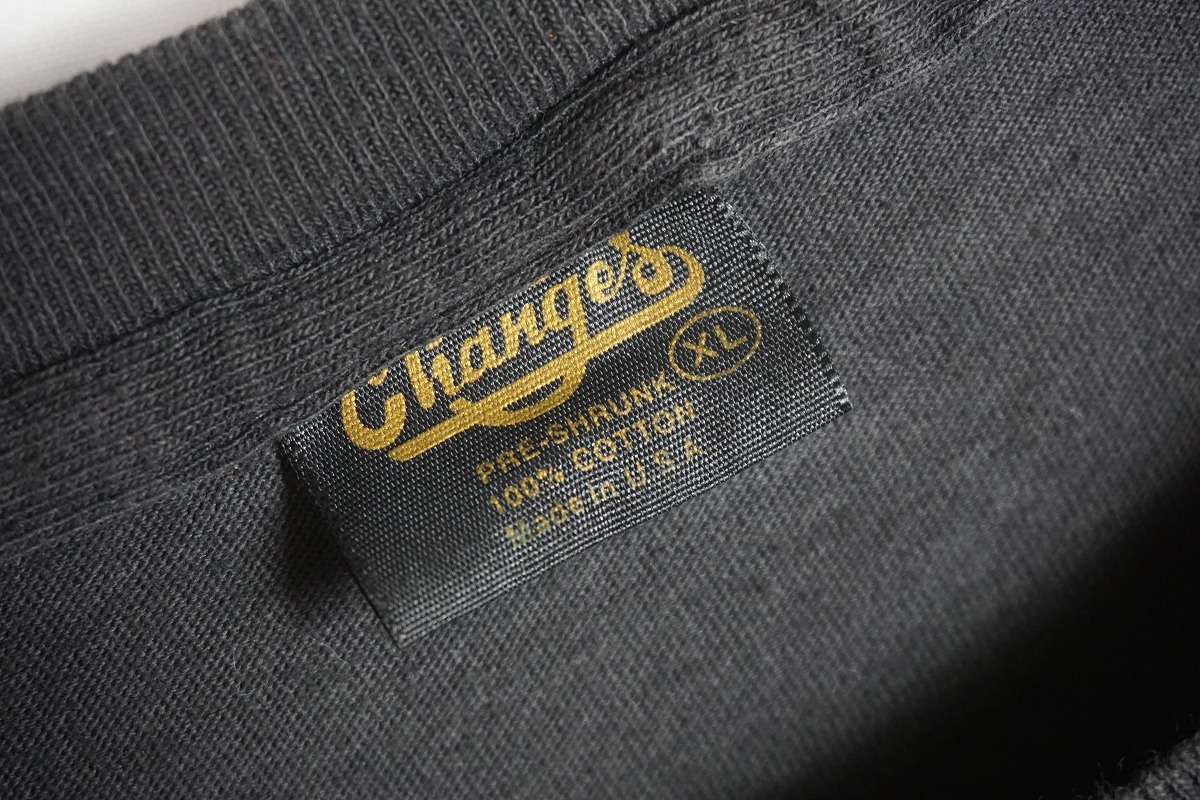 Changes
XL
PRE-SHRUNK
100% COTTON
Made in U S A